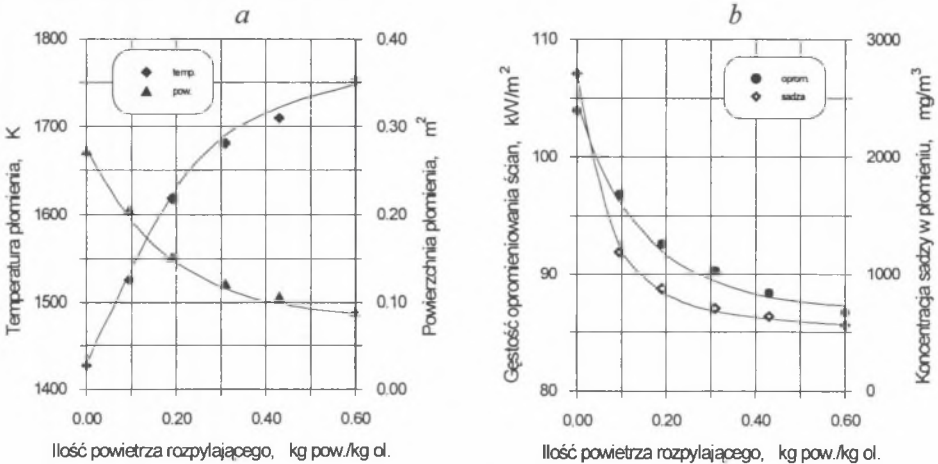 a
1800
1700
1600
1500
1400
Temperatura płomienia, K
temp.
pow.
0.40
0.30
0.20
0.10
0.00
Powierzchnia płomienia, m²
0.00 0.20 0.40 0.60
Ilość powietrza rozpylającego, kg pow./kg ol.
b
110
100
90
80
Gęstość opromieniowania ścian, kW/m²
oprom.
sadza
3000
2000
1000
0
Koncentracja sadzy w płomieniu, mg/m³
0.00 0.20 0.40 0.60
Ilość powietrza rozpylającego, kg pow./kg ol.